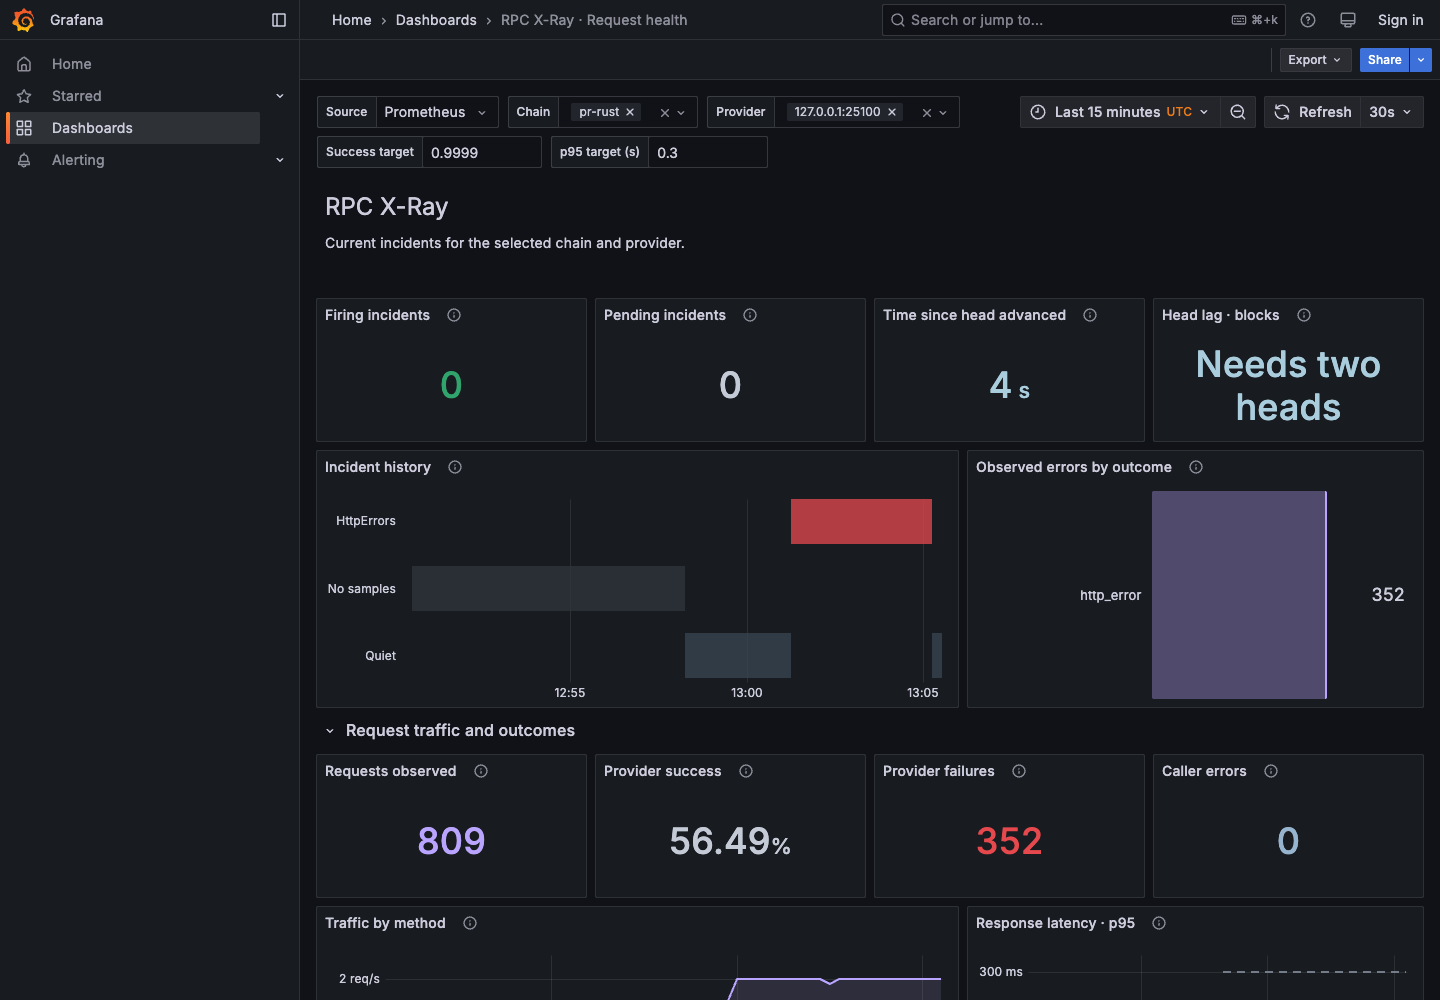 Grafana
Home › Dashboards › RPC X-Ray · Request health
Search or jump to...
⌘+k
Sign in
Home
Starred
Dashboards
Alerting
Export
Share
Source
Prometheus
Chain
pr-rust
Provider
127.0.0.1:25100
Last 15 minutes UTC
Refresh
30s
Success target
0.9999
p95 target (s)
0.3
RPC X-Ray
Current incidents for the selected chain and provider.
Firing incidents
0
Pending incidents
0
Time since head advanced
4 s
Head lag · blocks
Needs two
heads
Incident history
HttpErrors
No samples
Quiet
12:55
13:00
13:05
Observed errors by outcome
http_error
352
Request traffic and outcomes
Requests observed
809
Provider success
56.49%
Provider failures
352
Caller errors
0
Traffic by method
2 req/s
Response latency · p95
300 ms